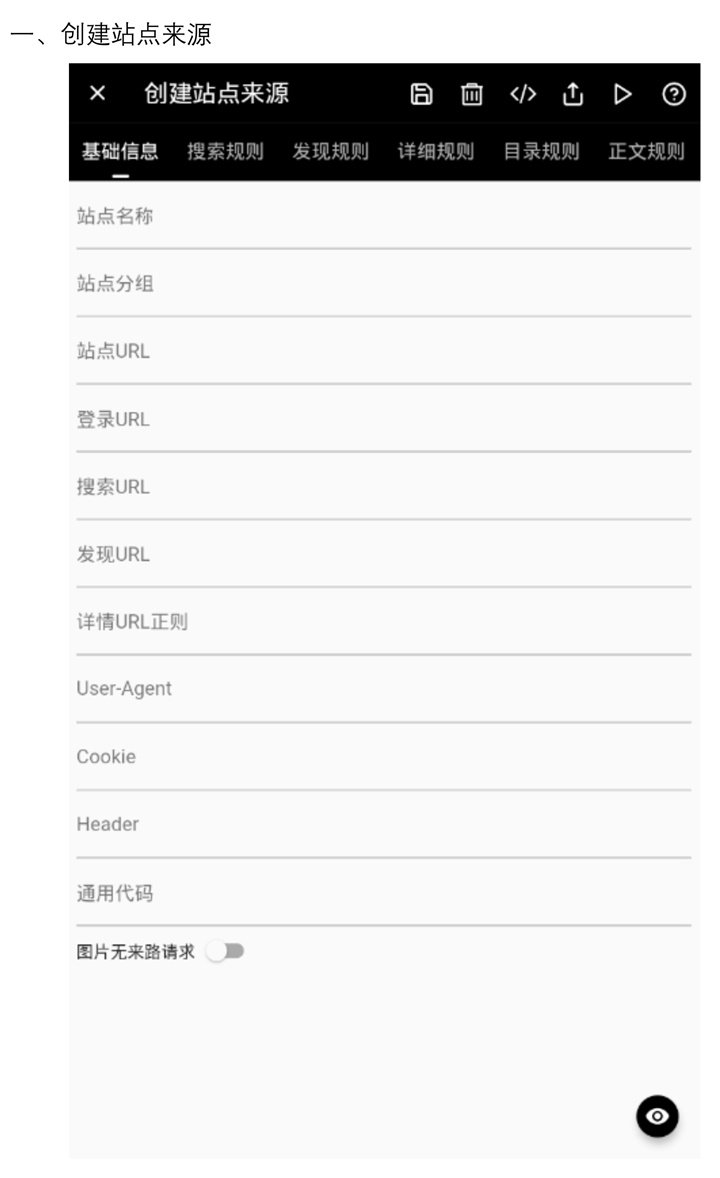 一、创建站点来源
创建站点来源
基础信息 搜索规则 发现规则 详细规则 目录规则 正文规则
站点名称
站点分组
站点URL
登录URL
搜索URL
发现URL
详情URL正则
User-Agent
Cookie
Header
通用代码
图片无来路请求